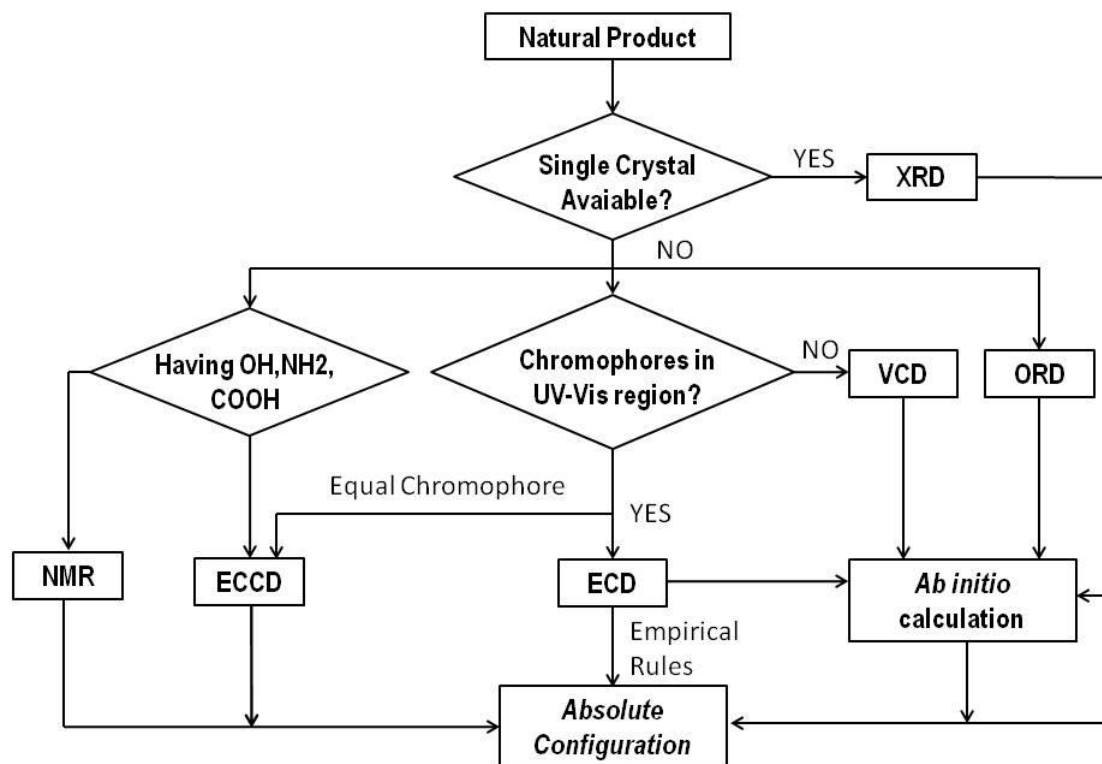 Natural Product
Single Crystal
Avaiable?
YES
XRD
NO
Having OH,NH2,
COOH
Chromophores in
UV-Vis region?
NO
VCD
ORD
Equal Chromophore
YES
NMR
ECCD
ECD
Ab initio
calculation
Empirical
Rules
Absolute
Configuration